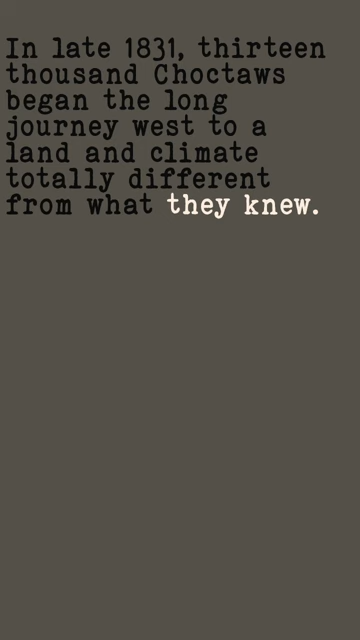 In late 1831, thirteen
thousand Choctaws
began the long
journey west to a
land and climate
totally different
from what they knew.